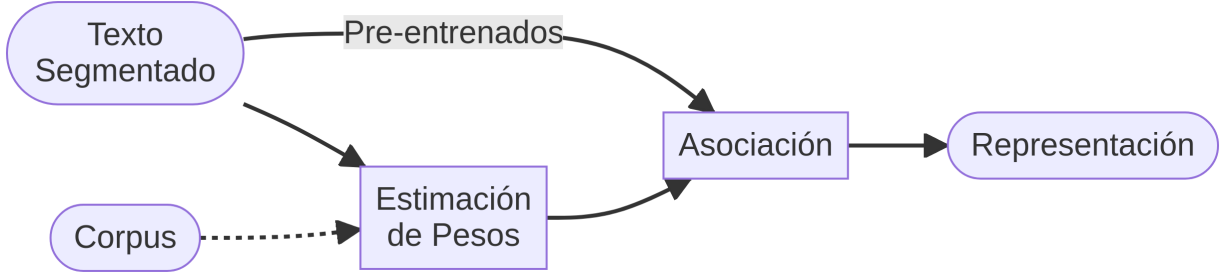 Texto
Segmentado
Pre-entrenados
Asociación
Representación
Estimación
de Pesos
Corpus